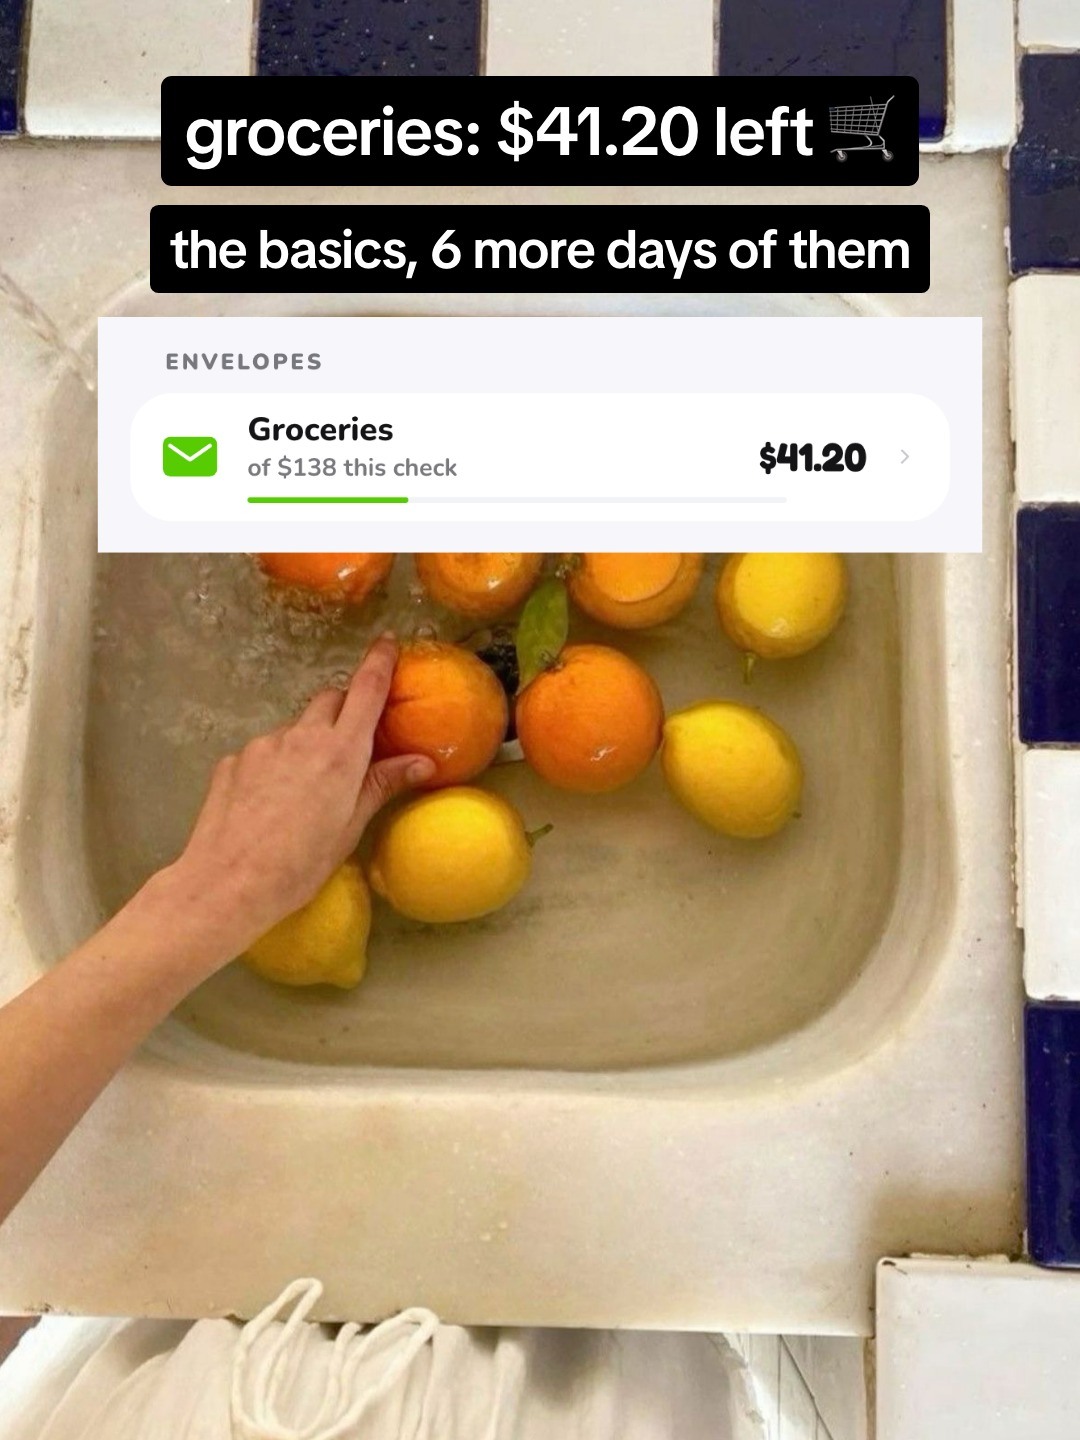 groceries: $41.20 left 🛒
the basics, 6 more days of them
ENVELOPES
Groceries
of $138 this check
$41.20